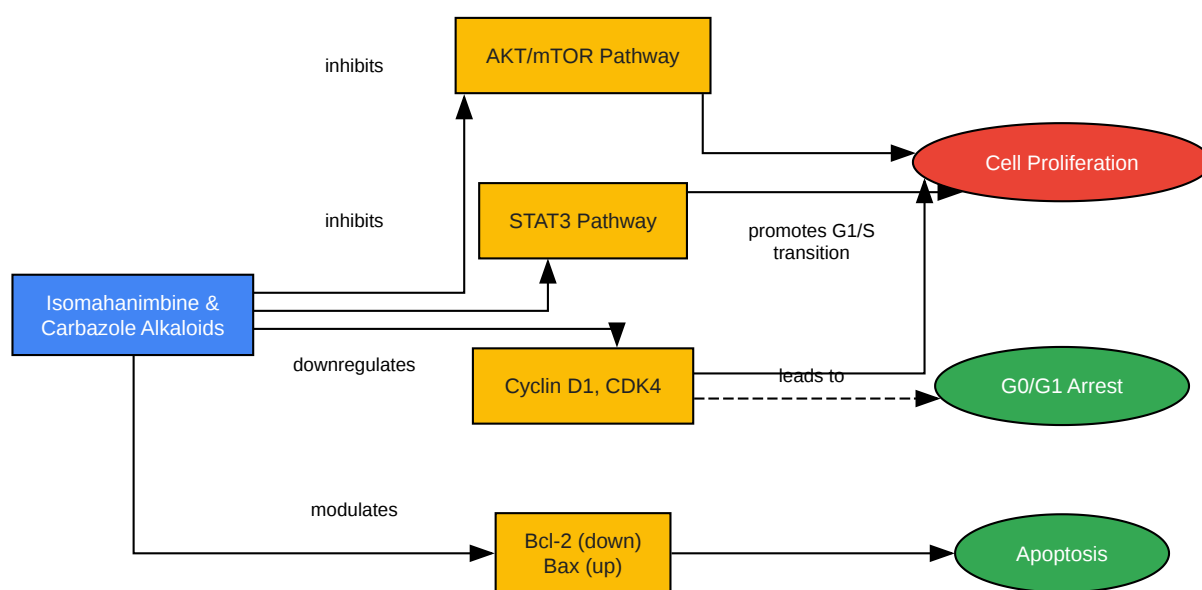 AKT/mTOR Pathway
inhibits
Cell Proliferation
STAT3 Pathway
inhibits
promotes G1/S
transition
Isomahanimbine &
Carbazole Alkaloids
downregulates
Cyclin D1, CDK4
leads to
G0/G1 Arrest
modulates
Bcl-2 (down)
Bax (up)
Apoptosis